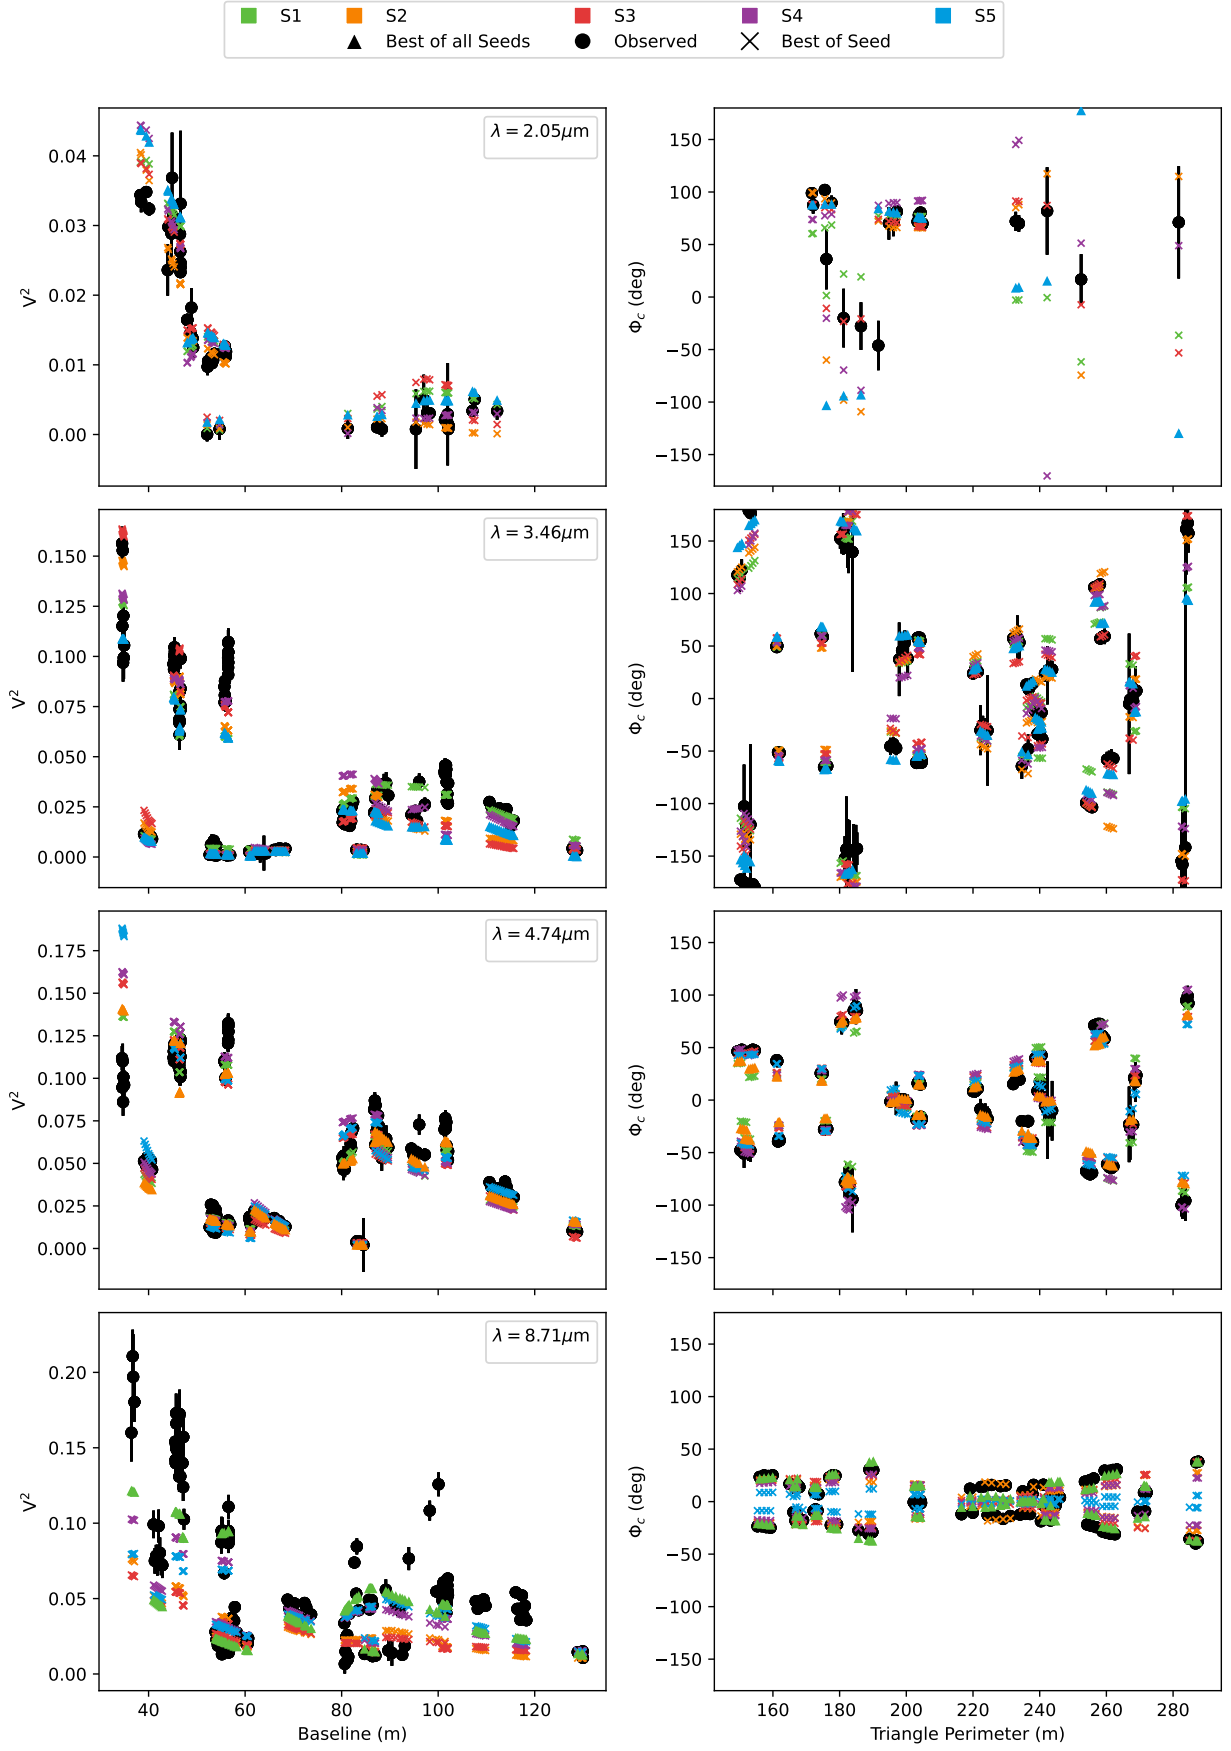 S1 S2 S3 S4 S5
Best of all Seeds Observed Best of Seed
λ = 2.05μm
0.04
0.03
0.02
0.01
0.00
V²
150
100
50
0
−50
−100
−150
Φc (deg)
λ = 3.46μm
0.150
0.125
0.100
0.075
0.050
0.025
0.000
V²
150
100
50
0
−50
−100
−150
Φc (deg)
λ = 4.74μm
0.175
0.150
0.125
0.100
0.075
0.050
0.025
0.000
V²
150
100
50
0
−50
−100
−150
Φc (deg)
λ = 8.71μm
0.20
0.15
0.10
0.05
0.00
V²
40 60 80 100 120
Baseline (m)
150
100
50
0
−50
−100
−150
Φc (deg)
160 180 200 220 240 260 280
Triangle Perimeter (m)